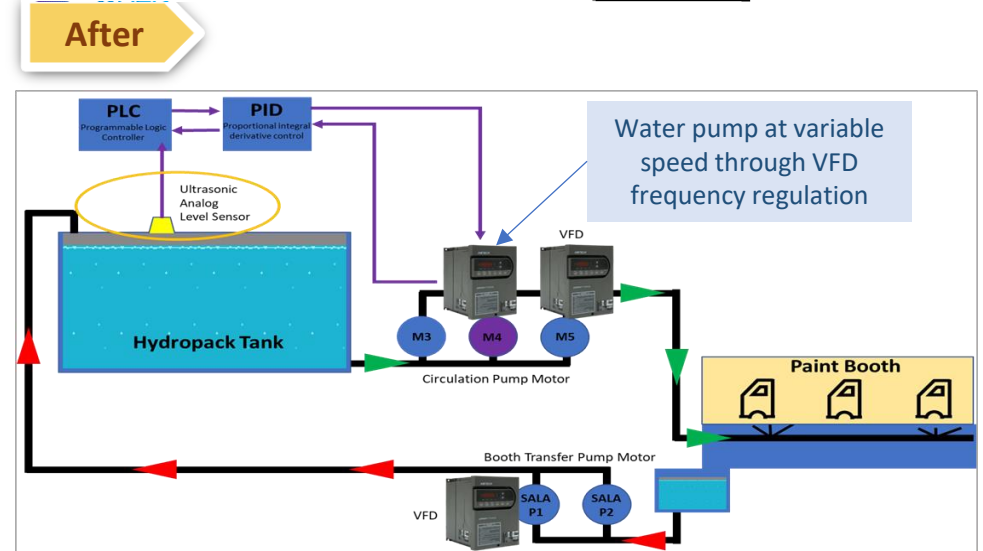 After
PLC
Programmable Logic
Controller
PID
Proportional Integral
derivative control
Water pump at variable
speed through VFD
frequency regulation
Ultrasonic
Analog
Level Sensor
VFD
Hydropack Tank
M3
M4
M5
Circulation Pump Motor
Paint Booth
Booth Transfer Pump Motor
VFD
SALA
P1
SALA
P2